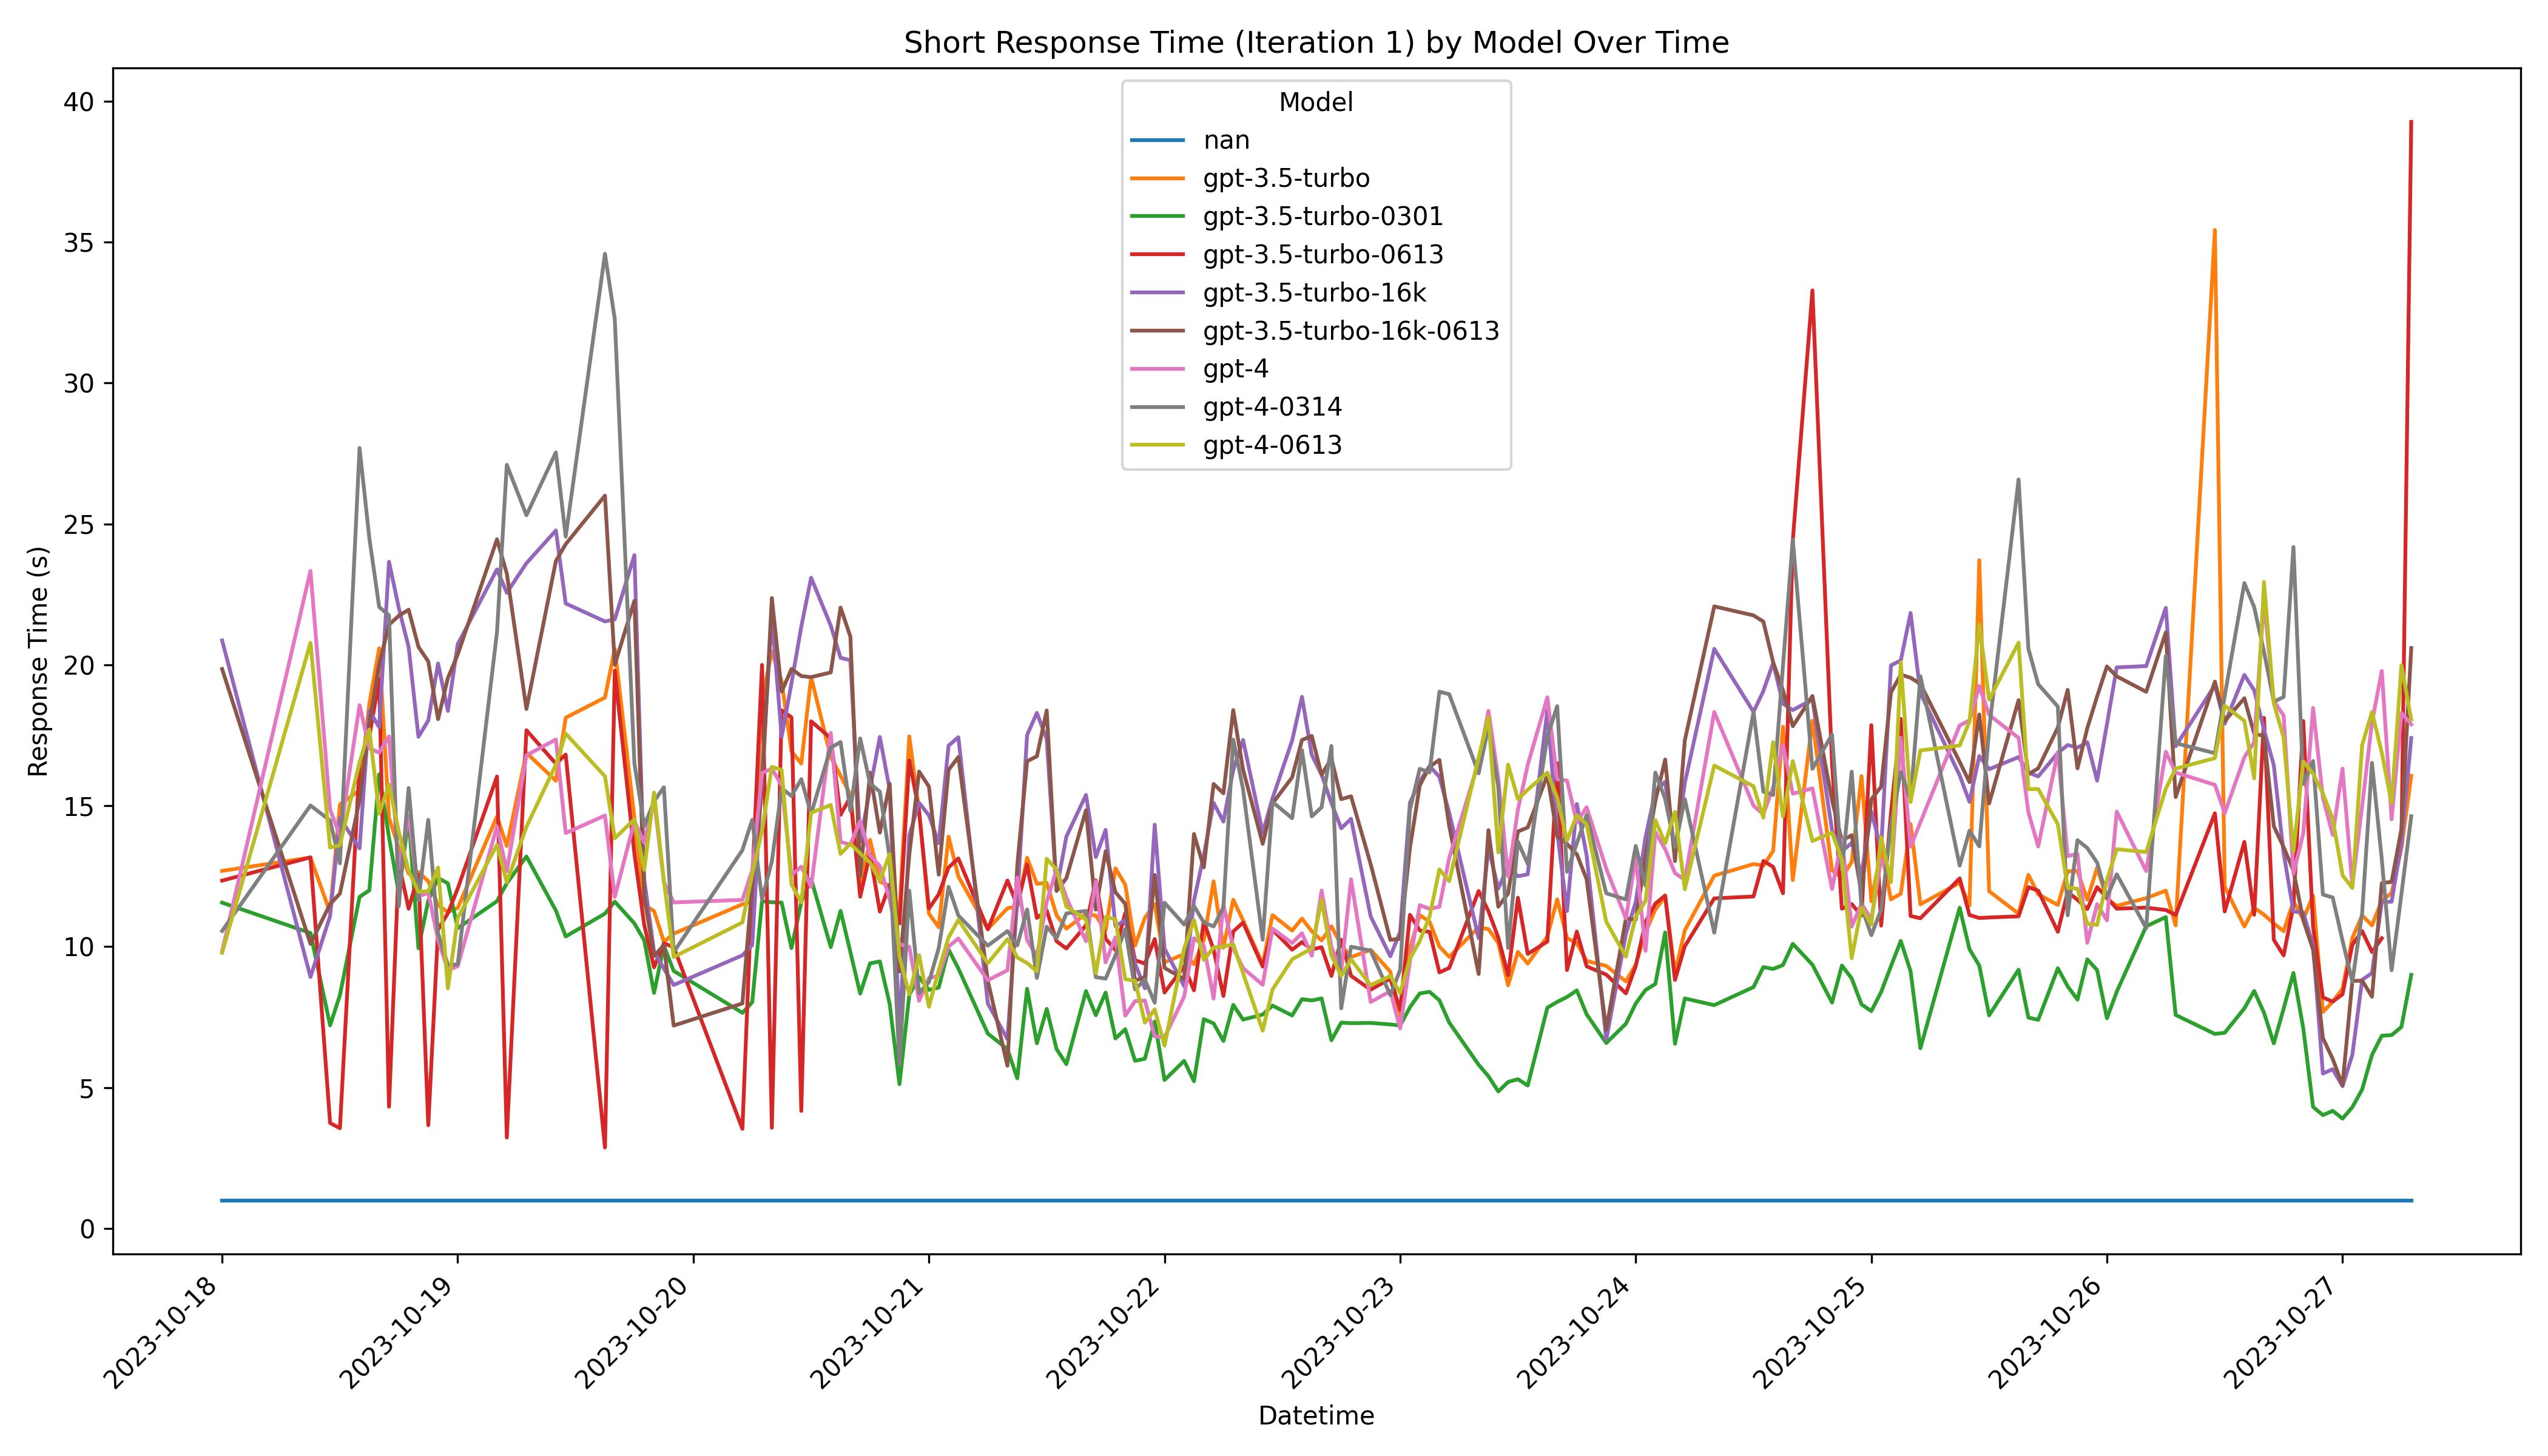 Short Response Time (Iteration 1) by Model Over Time
Model
nan
gpt-3.5-turbo
gpt-3.5-turbo-0301
gpt-3.5-turbo-0613
gpt-3.5-turbo-16k
gpt-3.5-turbo-16k-0613
gpt-4
gpt-4-0314
gpt-4-0613
Response Time (s)
40
35
30
25
20
15
10
5
0
2023-10-18
2023-10-19
2023-10-20
2023-10-21
2023-10-22
2023-10-23
2023-10-24
2023-10-25
2023-10-26
2023-10-27
Datetime